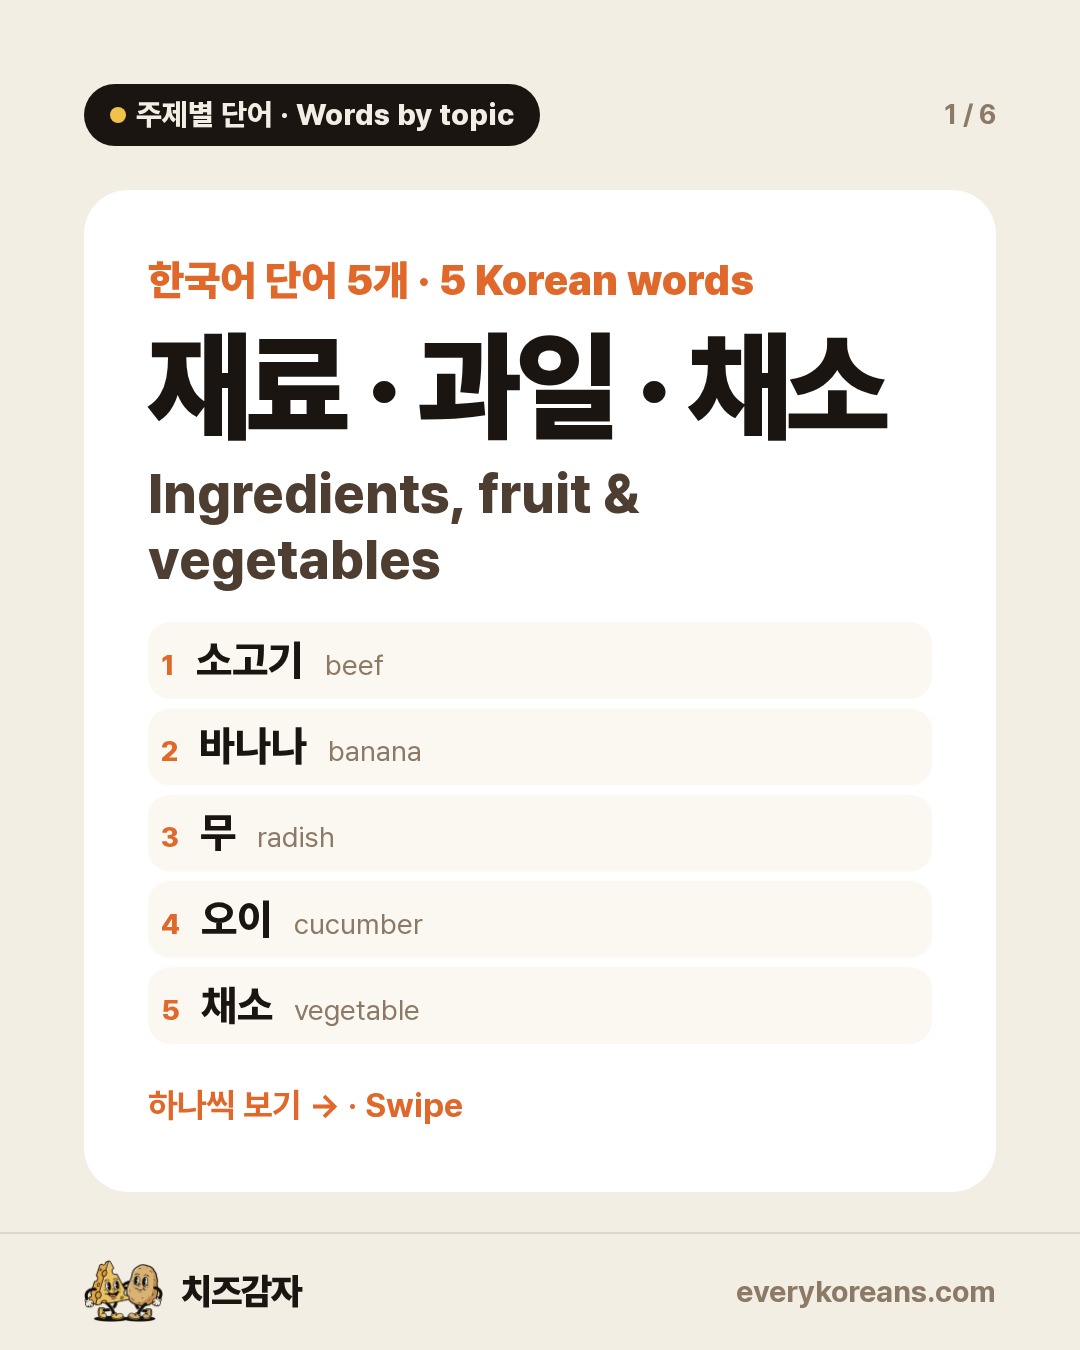 주제별 단어 · Words by topic
1 / 6
한국어 단어 5개 · 5 Korean words
재료 · 과일 · 채소
Ingredients, fruit &
vegetables
1 소고기 beef
2 바나나 banana
3 무 radish
4 오이 cucumber
5 채소 vegetable
하나씩 보기 → · Swipe
치즈감자
everykoreans.com